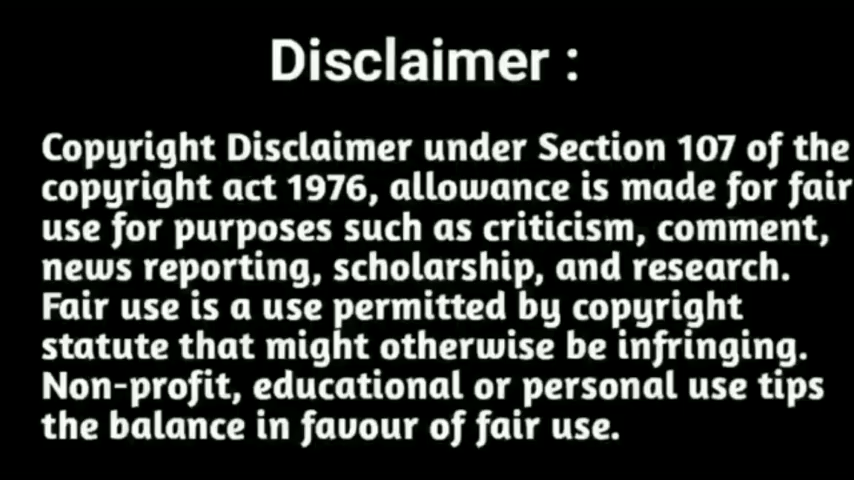 Disclaimer :
Copyright Disclaimer under Section 107 of the
copyright act 1976, allowance is made for fair
use for purposes such as criticism, comment,
news reporting, scholarship, and research.
Fair use is a use permitted by copyright
statute that might otherwise be infringing.
Non-profit, educational or personal use tips
the balance in favour of fair use.